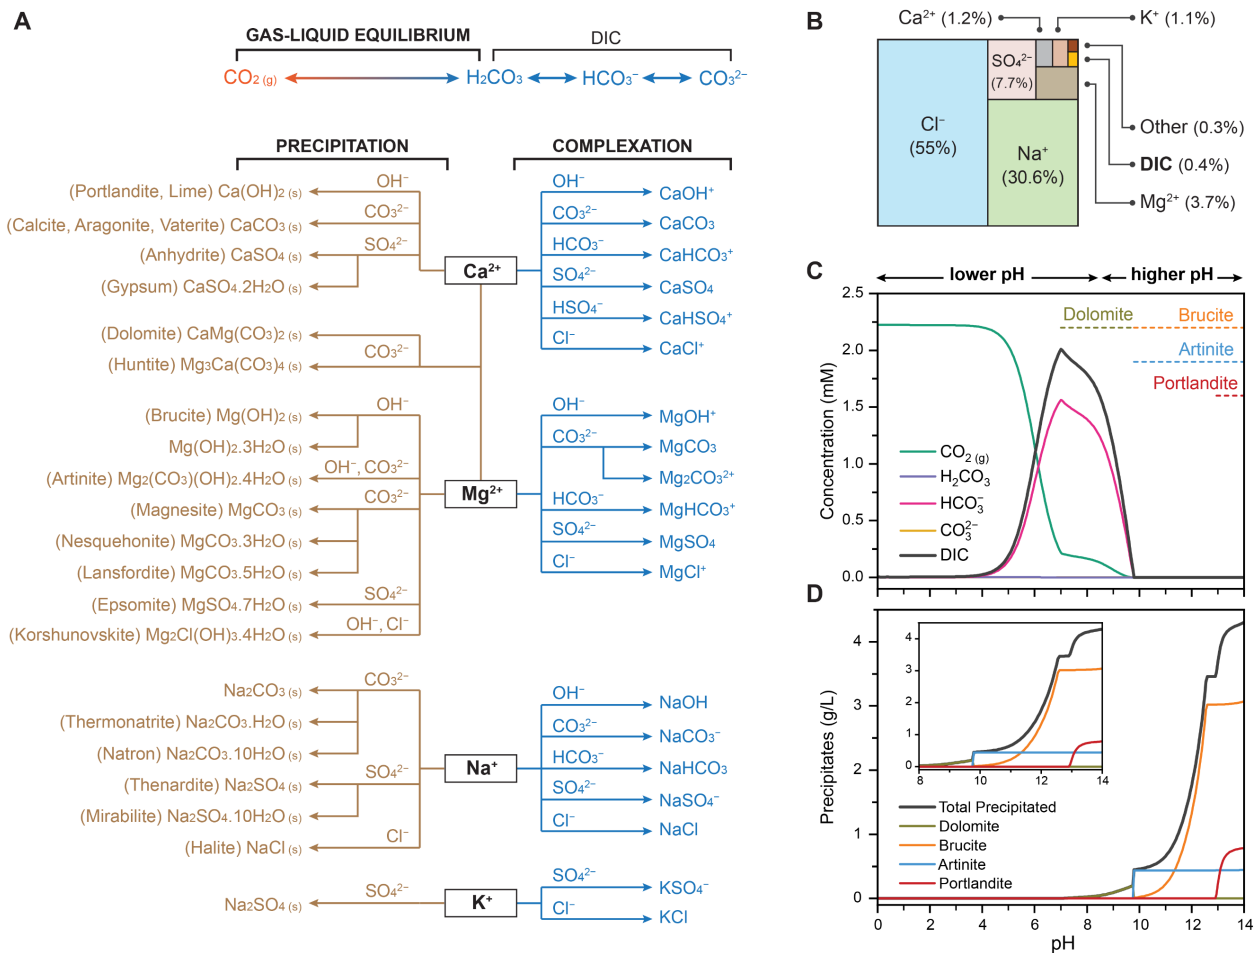 A
GAS-LIQUID EQUILIBRIUM
DIC
CO₂ (g)
H₂CO₃
HCO₃⁻
CO₃²⁻
PRECIPITATION
COMPLEXATION
(Portlandite, Lime) Ca(OH)₂ (s)
OH⁻
(Calcite, Aragonite, Vaterite) CaCO₃ (s)
CO₃²⁻
(Anhydrite) CaSO₄ (s)
SO₄²⁻
(Gypsum) CaSO₄.2H₂O (s)
(Dolomite) CaMg(CO₃)₂ (s)
(Huntite) Mg₃Ca(CO₃)₄ (s)
CO₃²⁻
Ca²⁺
OH⁻
CaOH⁺
CO₃²⁻
CaCO₃
HCO₃⁻
CaHCO₃⁺
SO₄²⁻
CaSO₄
HSO₄⁻
CaHSO₄⁺
Cl⁻
CaCl⁺
(Brucite) Mg(OH)₂ (s)
OH⁻
Mg(OH)₂.3H₂O (s)
(Artinite) Mg₂(CO₃)(OH)₂.4H₂O (s)
OH⁻, CO₃²⁻
(Magnesite) MgCO₃ (s)
CO₃²⁻
(Nesquehonite) MgCO₃.3H₂O (s)
(Lansfordite) MgCO₃.5H₂O (s)
(Epsomite) MgSO₄.7H₂O (s)
SO₄²⁻
(Korshunovskite) Mg₂Cl(OH)₃.4H₂O (s)
OH⁻, Cl⁻
Mg²⁺
OH⁻
MgOH⁺
CO₃²⁻
MgCO₃
Mg₂CO₃²⁺
HCO₃⁻
MgHCO₃⁺
SO₄²⁻
MgSO₄
Cl⁻
MgCl⁺
Na₂CO₃ (s)
CO₃²⁻
(Thermonatrite) Na₂CO₃.H₂O (s)
(Natron) Na₂CO₃.10H₂O (s)
(Thenardite) Na₂SO₄ (s)
SO₄²⁻
(Mirabilite) Na₂SO₄.10H₂O (s)
(Halite) NaCl (s)
Cl⁻
Na⁺
OH⁻
NaOH
CO₃²⁻
NaCO₃⁻
HCO₃⁻
NaHCO₃
SO₄²⁻
NaSO₄⁻
Cl⁻
NaCl
Na₂SO₄ (s)
SO₄²⁻
K⁺
SO₄²⁻
KSO₄⁻
Cl⁻
KCl
B
Ca²⁺ (1.2%)
K⁺ (1.1%)
SO₄²⁻
(7.7%)
Cl⁻
(55%)
Na⁺
(30.6%)
Other (0.3%)
DIC (0.4%)
Mg²⁺ (3.7%)
C
lower pH
higher pH
2.5
2.0
1.5
1.0
0.5
0.0
Concentration (mM)
Dolomite
Brucite
Artinite
Portlandite
CO₂ (g)
H₂CO₃
HCO₃⁻
CO₃²⁻
DIC
D
4
3
2
1
0
Precipitates (g/L)
4
3
2
1
0
8
10
12
14
Total Precipitated
Dolomite
Brucite
Artinite
Portlandite
0
2
4
6
8
10
12
14
pH